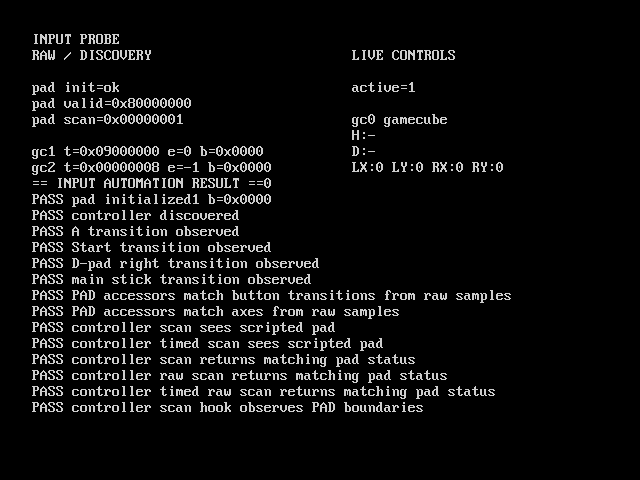 INPUT PROBE
RAW / DISCOVERY LIVE CONTROLS
pad init=ok active=1
pad valid=0x80000000
pad scan=0x00000001 gc0 gamecube
H:-
gc1 t=0x09000000 e=0 b=0x0000 D:-
gc2 t=0x00000008 e=-1 b=0x0000 LX:0 LY:0 RX:0 RY:0
== INPUT AUTOMATION RESULT ==0
PASS pad initialized1 b=0x0000
PASS controller discovered
PASS A transition observed
PASS Start transition observed
PASS D-pad right transition observed
PASS main stick transition observed
PASS PAD accessors match button transitions from raw samples
PASS PAD accessors match axes from raw samples
PASS controller scan sees scripted pad
PASS controller timed scan sees scripted pad
PASS controller scan returns matching pad status
PASS controller raw scan returns matching pad status
PASS controller timed raw scan returns matching pad status
PASS controller scan hook observes PAD boundaries